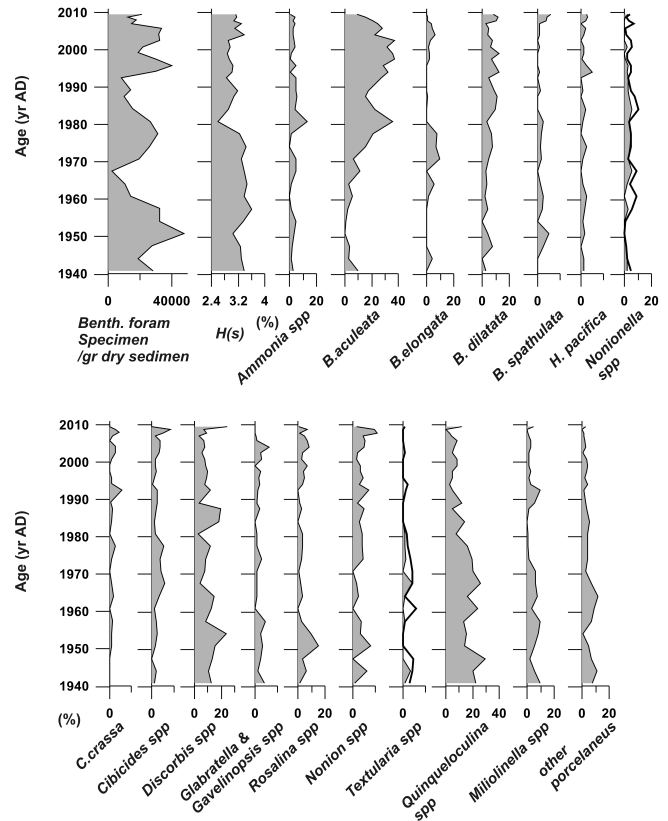 Age (yr AD)
2010
2000
1990
1980
1970
1960
1950
1940
0 40000
2.4 3.2 4
0 20
0 20 40
0 20
0 20
0
0
0 20
Benth. foram
Specimen
/gr dry sedimen
H(s)
(%)
Ammonia spp
B.aculeata
B.elongata
B. dilatata
B. spathulata
H. pacifica
Nonionella
spp
Age (yr AD)
2010
2000
1990
1980
1970
1960
1950
1940
0
0
0 20
0
0 20
0
0
0 20 40
0
0 20
(%)
C.crassa
Cibicides spp
Discorbis spp
Glabratella &
Gavelinopsis spp
Rosalina spp
Nonion spp
Textularia spp
Quinqueloculina
spp
Miliolinella spp
other
porcelaneus